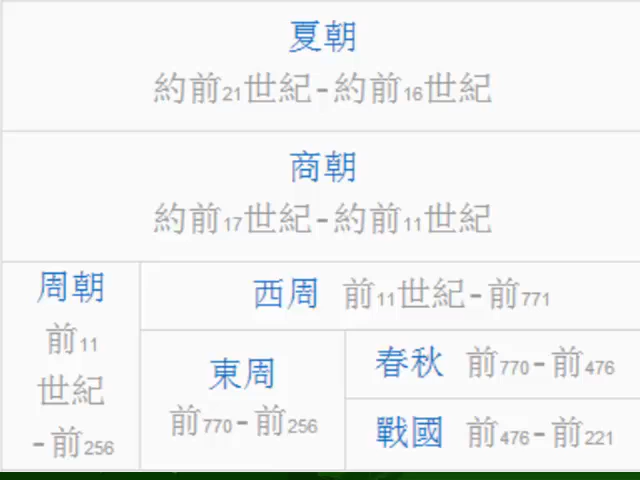 夏朝
約前21世紀-約前16世紀
商朝
約前17世紀-約前11世紀
周朝
前11
世紀
-前256
西周 前11世紀-前771
東周
前770-前256
春秋 前770-前476
戰國 前476-前221